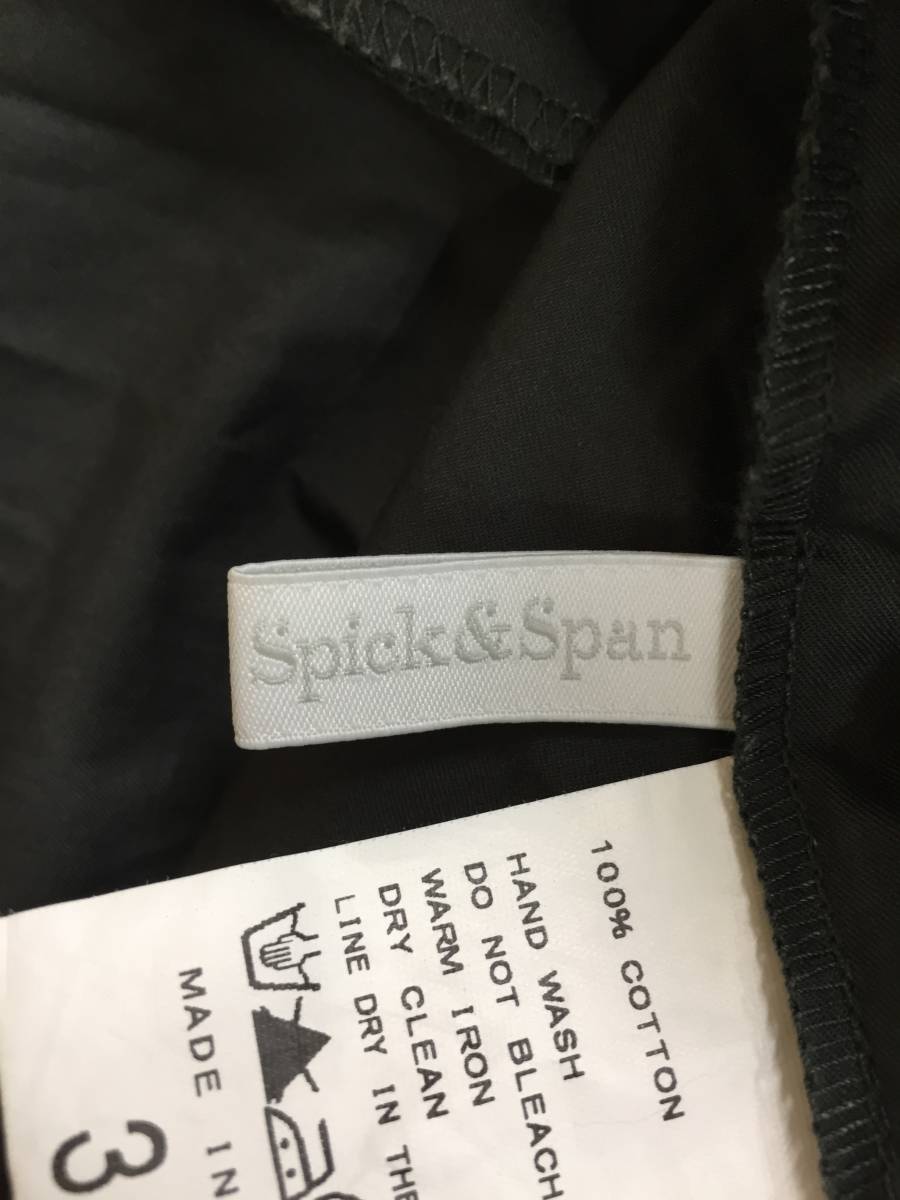 Spick&Span
100% COTTON
HAND WASH
DO NOT BLEACH
WARM IRON
DRY CLEAN
LINE DRY IN THE
MADE IN
3